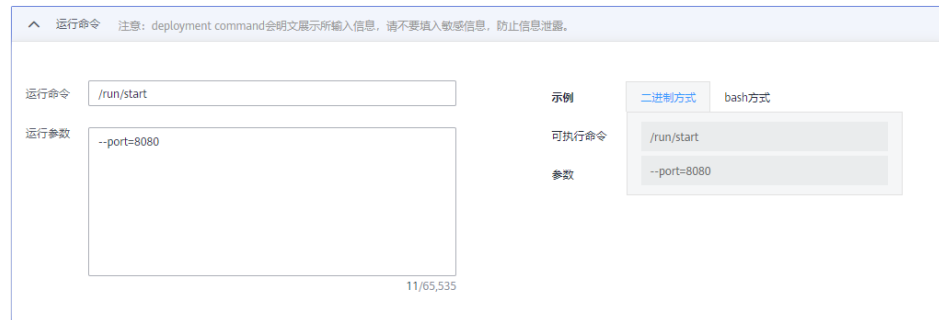 运行命令 注意：deployment command会明文展示所输入信息，请不要填入敏感信息，防止信息泄露。
运行命令 /run/start
运行参数 --port=8080
11/65,535
示例 二进制方式 bash方式
可执行命令 /run/start
参数 --port=8080